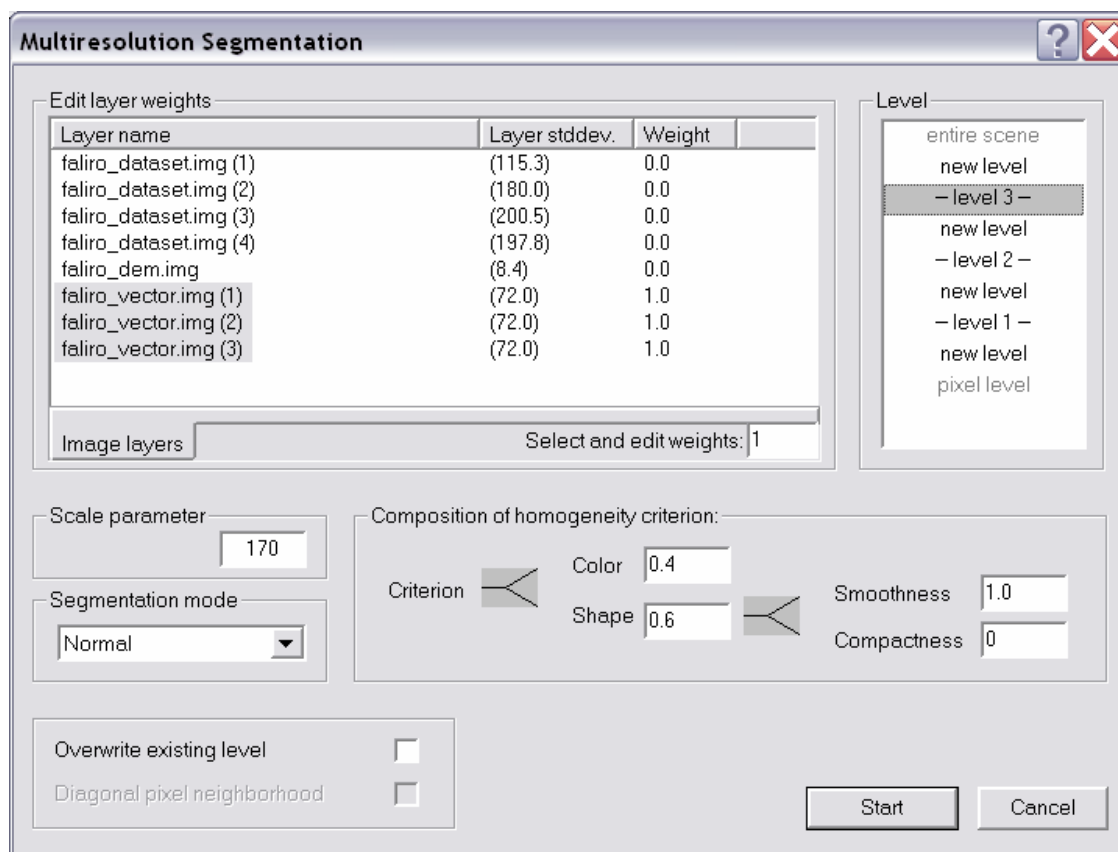 Multiresolution Segmentation
Edit layer weights
Layer name Layer stddev. Weight
faliro_dataset.img (1) (115.3) 0.0
faliro_dataset.img (2) (180.0) 0.0
faliro_dataset.img (3) (200.5) 0.0
faliro_dataset.img (4) (197.8) 0.0
faliro_dem.img (8.4) 0.0
faliro_vector.img (1) (72.0) 1.0
faliro_vector.img (2) (72.0) 1.0
faliro_vector.img (3) (72.0) 1.0
Image layers Select and edit weights: 1
Level
entire scene
new level
– level 3 –
new level
– level 2 –
new level
– level 1 –
new level
pixel level
Scale parameter
170
Segmentation mode
Normal
Composition of homogeneity criterion:
Criterion
Color 0.4
Shape 0.6
Smoothness 1.0
Compactness 0
Overwrite existing level
Diagonal pixel neighborhood
Start Cancel